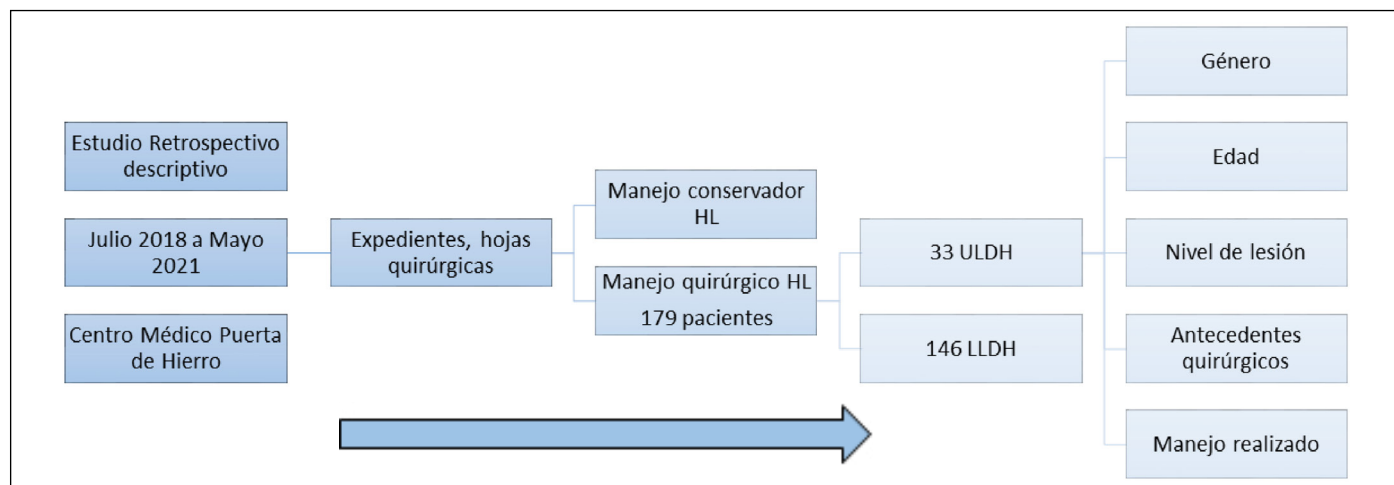 Estudio Retrospectivo
descriptivo
Julio 2018 a Mayo
2021
Centro Médico Puerta
de Hierro
Expedientes, hojas
quirúrgicas
Manejo conservador
HL
Manejo quirúrgico HL
179 pacientes
33 ULDH
146 LLDH
Género
Edad
Nivel de lesión
Antecedentes
quirúrgicos
Manejo realizado